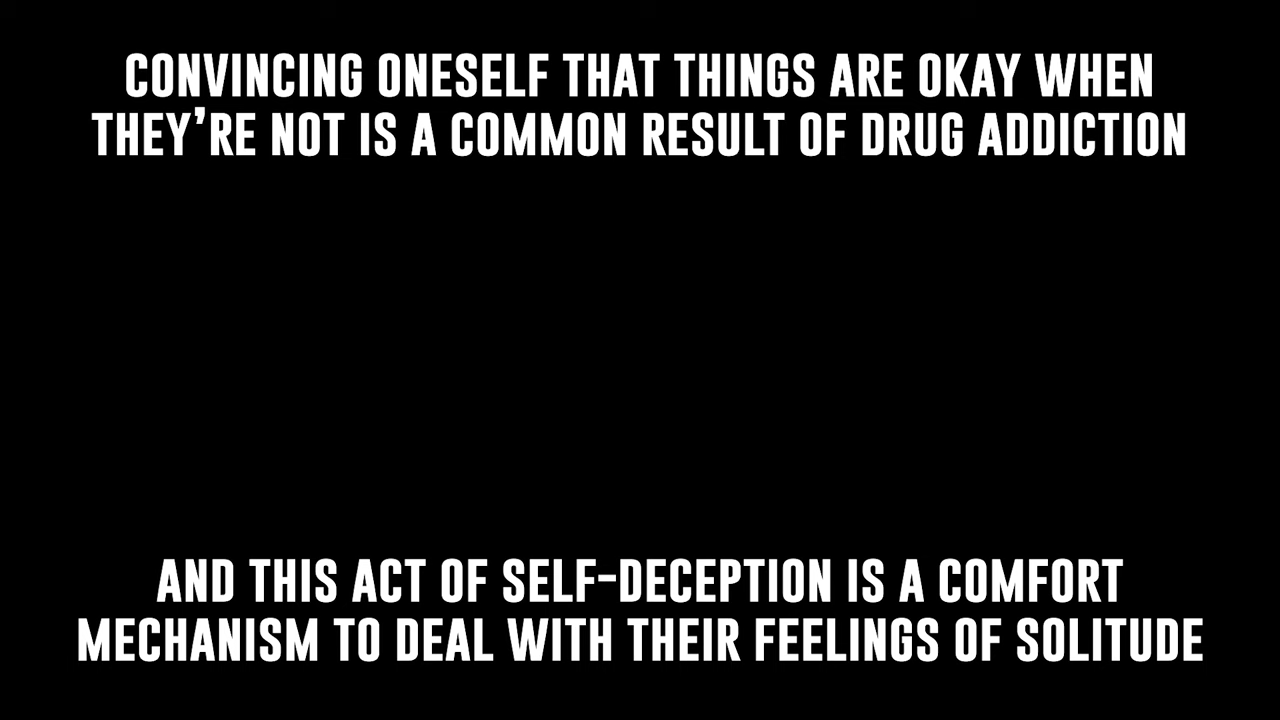 CONVINCING ONESELF THAT THINGS ARE OKAY WHEN
THEY’RE NOT IS A COMMON RESULT OF DRUG ADDICTION
AND THIS ACT OF SELF-DECEPTION IS A COMFORT
MECHANISM TO DEAL WITH THEIR FEELINGS OF SOLITUDE